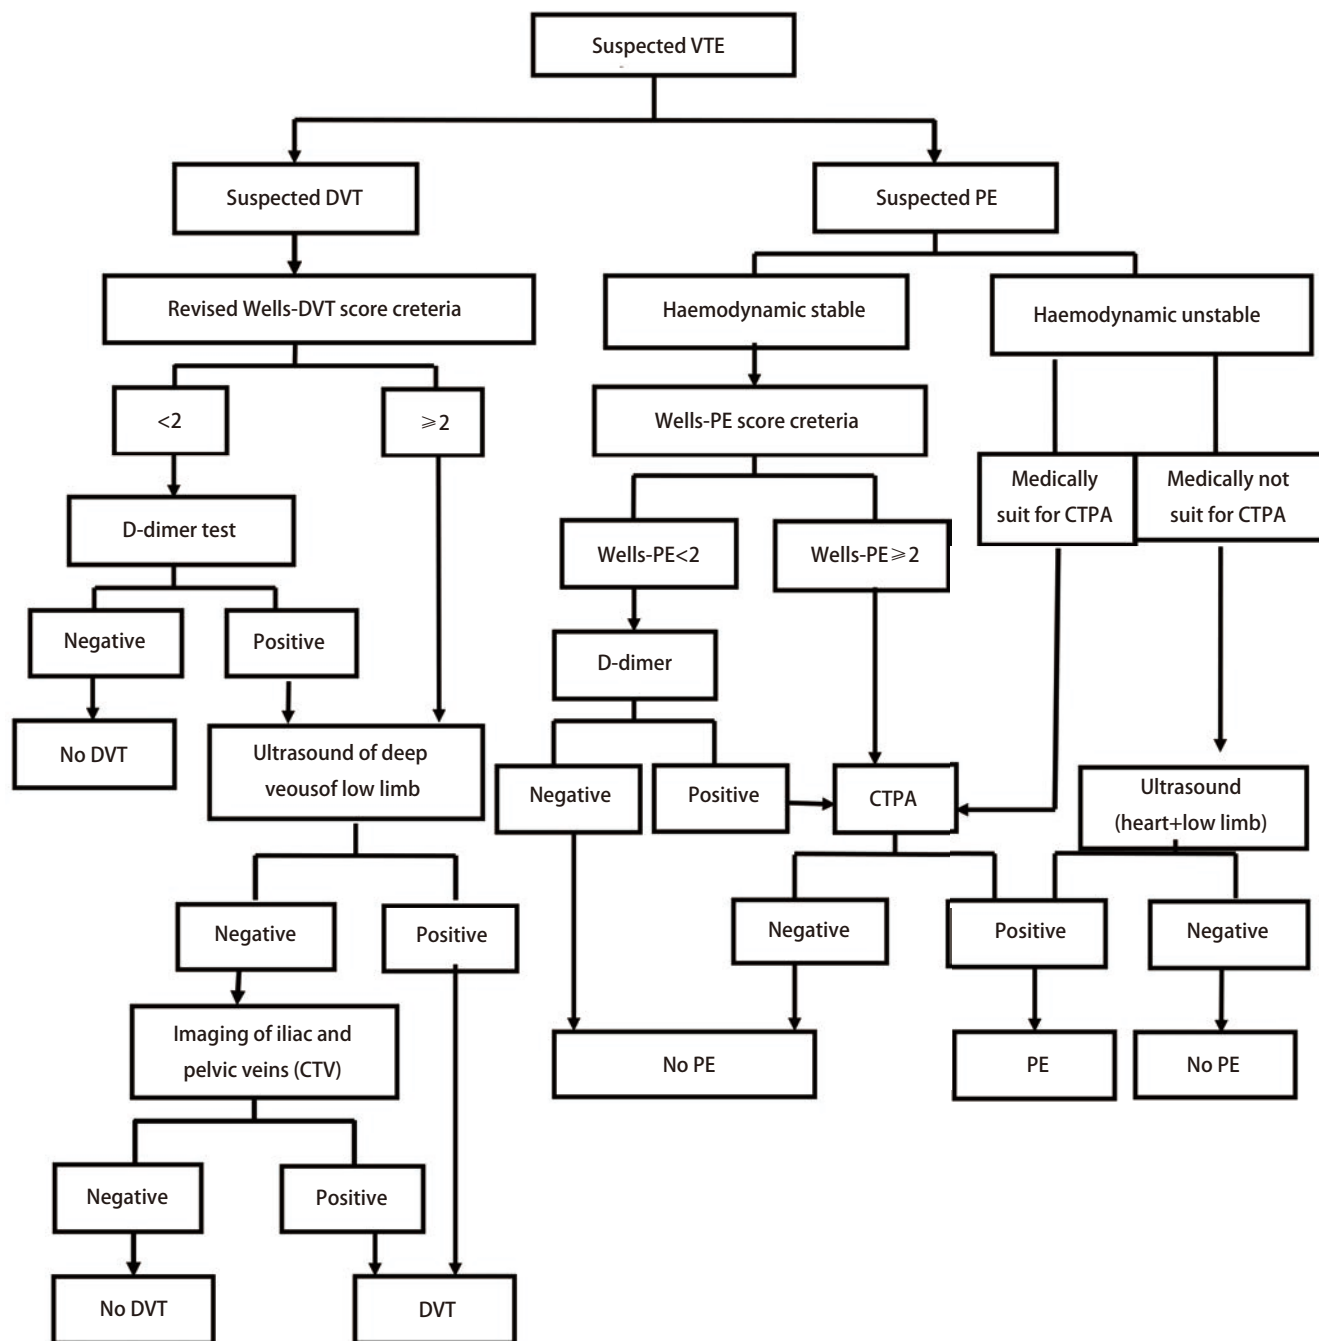 Suspected VTE
Suspected DVT
Suspected PE
Revised Wells-DVT score creteria
Haemodynamic stable
Haemodynamic unstable
<2
≥2
Wells-PE score creteria
Medically
suit for CTPA
Medically not
suit for CTPA
D-dimer test
Wells-PE<2
Wells-PE≥2
Negative
Positive
D-dimer
No DVT
Ultrasound of deep
veousof low limb
Negative
Positive
CTPA
Ultrasound
(heart+low limb)
Negative
Positive
Negative
Positive
Negative
Imaging of iliac and
pelvic veins (CTV)
No PE
PE
No PE
Negative
Positive
No DVT
DVT